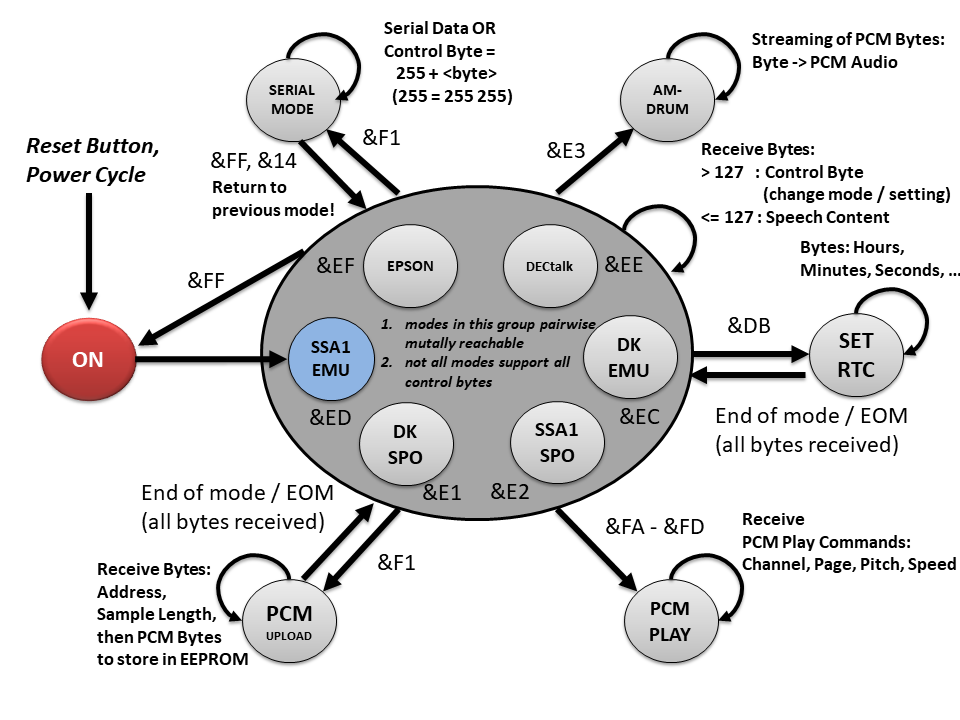 Serial Data OR
Control Byte =
255 + <byte>
(255 = 255 255)
Streaming of PCM Bytes:
Byte -> PCM Audio
SERIAL
MODE
AM-
DRUM
Reset Button,
Power Cycle
&FF, &14
Return to
previous mode!
&F1
&E3
Receive Bytes:
> 127 : Control Byte
(change mode / setting)
<= 127 : Speech Content
&FF
&EF
EPSON
DECtalk
&EE
Bytes: Hours,
Minutes, Seconds, ...
ON
SSA1
EMU
&ED
1. modes in this group pairwise
mutally reachable
2. not all modes support all
control bytes
DK
EMU
&EC
&DB
SET
RTC
End of mode / EOM
(all bytes received)
DK
SPO
&E1
SSA1
SPO
&E2
End of mode / EOM
(all bytes received)
&F1
&FA - &FD
Receive
PCM Play Commands:
Channel, Page, Pitch, Speed
Receive Bytes:
Address,
Sample Length,
then PCM Bytes
to store in EEPROM
PCM
UPLOAD
PCM
PLAY